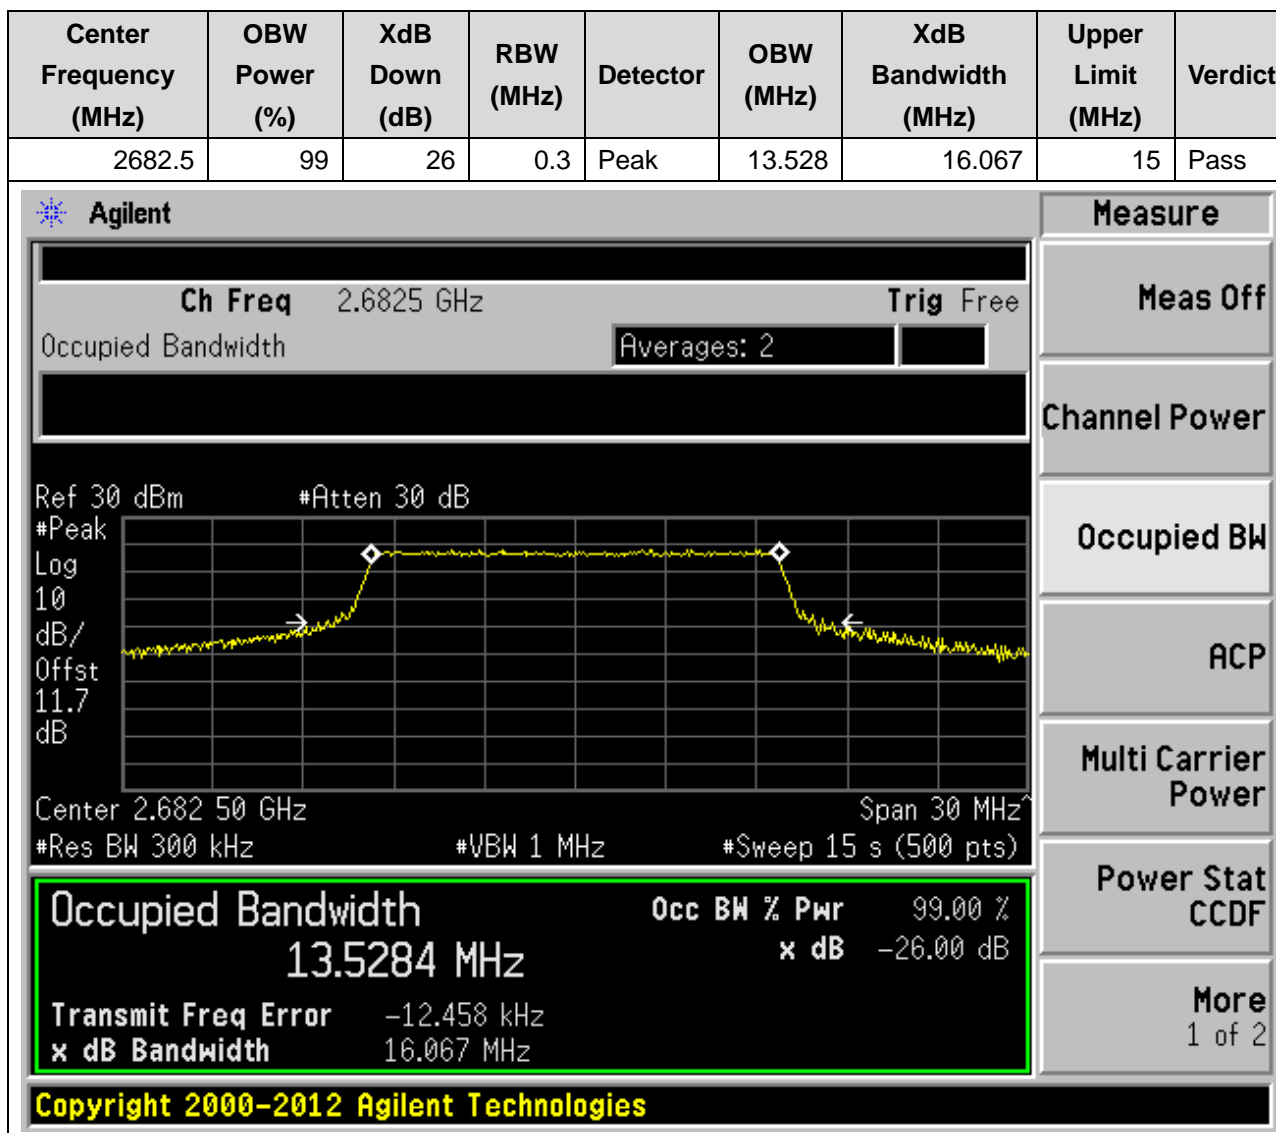 Center Frequency (MHz) OBW Power (%) XdB Down (dB) RBW (MHz) Detector OBW (MHz) XdB Bandwidth (MHz) Upper Limit (MHz) Verdict
2682.5 99 26 0.3 Peak 13.528 16.067 15 Pass
Agilent
Measure
Ch Freq 2.6825 GHz Trig Free
Meas Off
Occupied Bandwidth Averages: 2
Channel Power
Ref 30 dBm #Atten 30 dB
#Peak
Log
10
dB/
Offst
11.7
dB
Occupied BW
ACP
Multi Carrier
Power
Center 2.682 50 GHz Span 30 MHz^
#Res BW 300 kHz #VBW 1 MHz #Sweep 15 s (500 pts)
Power Stat
CCDF
Occupied Bandwidth Occ BW % Pwr 99.00 %
13.5284 MHz x dB -26.00 dB
Transmit Freq Error -12.458 kHz
x dB Bandwidth 16.067 MHz
More
1 of 2
Copyright 2000-2012 Agilent Technologies